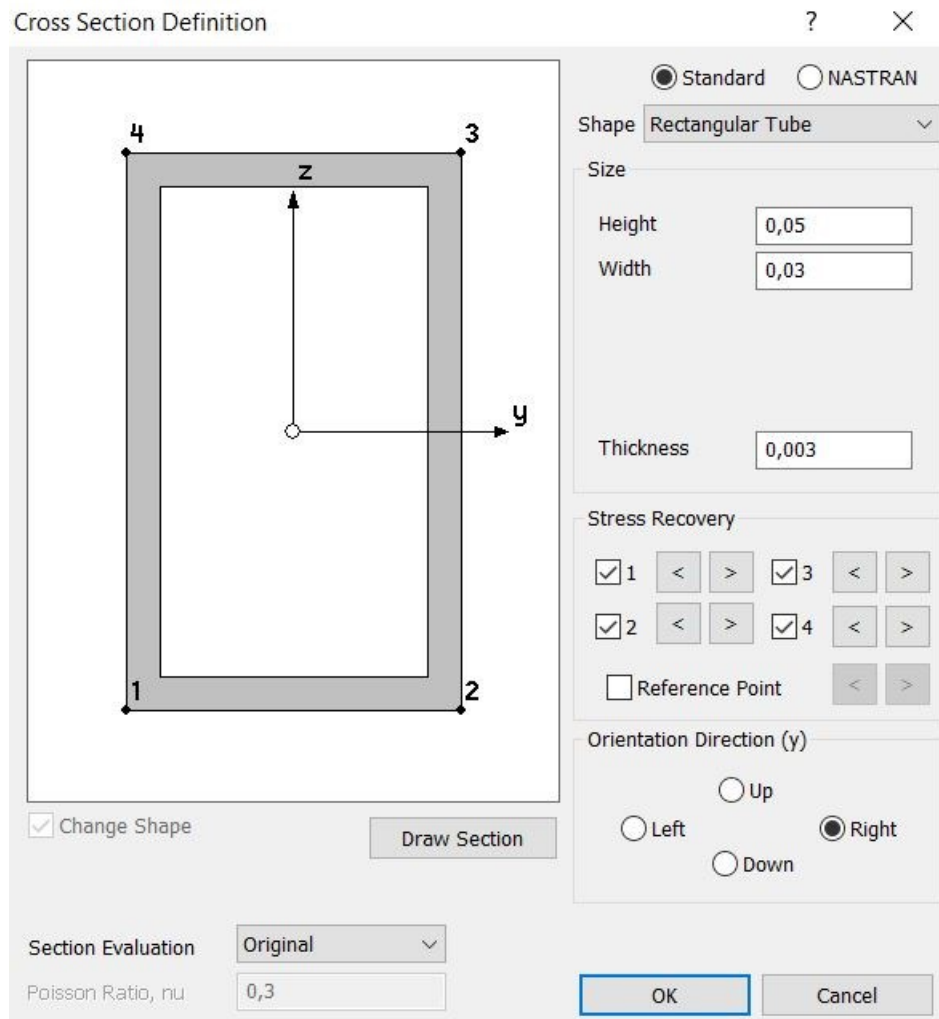 Cross Section Definition ? ×
Standard NASTRAN
Shape Rectangular Tube
Size
Height 0,05
Width 0,03
Thickness 0,003
4 3
z
y
1 2
Stress Recovery
1 < > 3 < >
2 < > 4 < >
Reference Point < >
Orientation Direction (y)
Up
Left Right
Down
Change Shape
Draw Section
Section Evaluation Original
Poisson Ratio, nu 0,3
OK Cancel